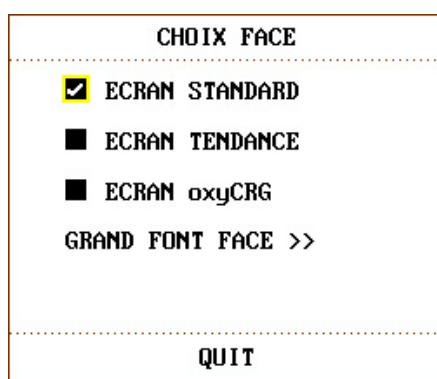 CHOIX FACE
ECRAN STANDARD
ECRAN TENDANCE
ECRAN oxyCRG
GRAND FONT FACE >>
QUIT